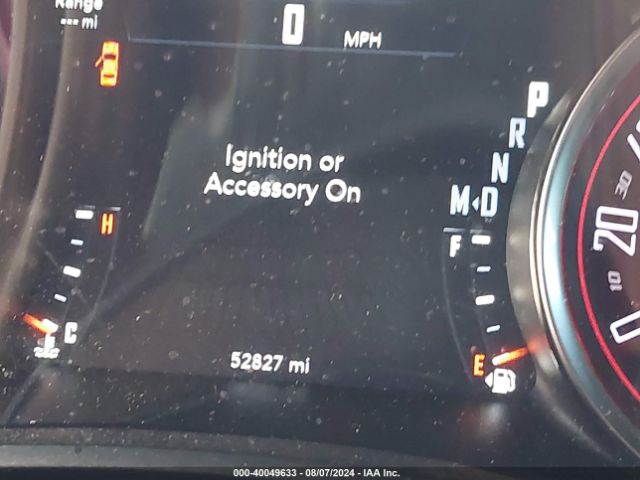 Range
--- mi
0 MPH
P
R
N
M◂D
Ignition or
Accessory On
H
C
F
E
52827 mi
30
20
10
000-40049633 - 08/07/2024 - IAA Inc.